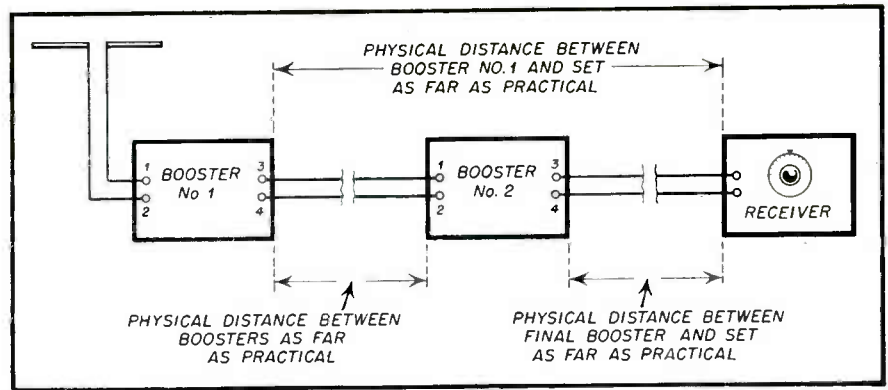 PHYSICAL DISTANCE BETWEEN
BOOSTER NO.1 AND SET
AS FAR AS PRACTICAL
1
2
BOOSTER
No 1
3
4
1
2
BOOSTER
No. 2
3
4
RECEIVER
PHYSICAL DISTANCE BETWEEN
BOOSTERS AS FAR
AS PRACTICAL
PHYSICAL DISTANCE BETWEEN
FINAL BOOSTER AND SET
AS FAR AS PRACTICAL